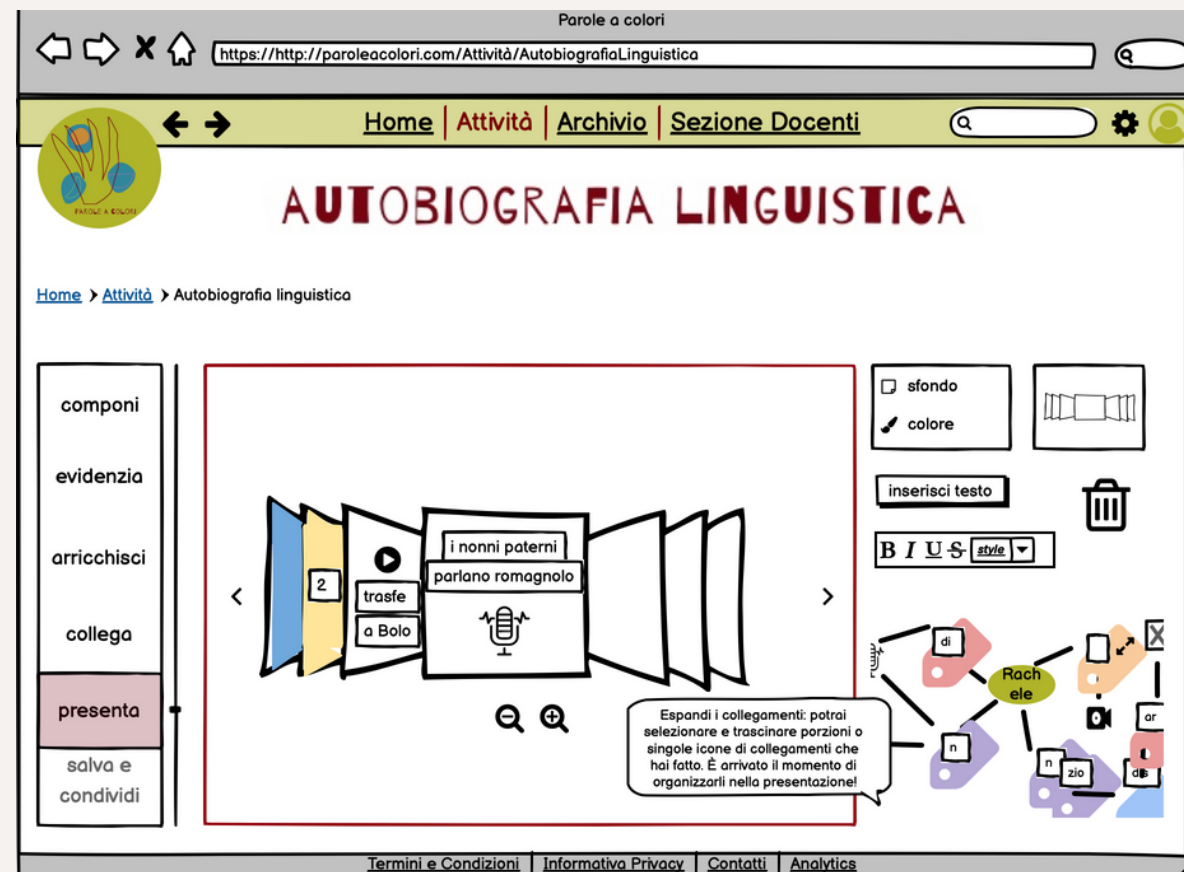 Parole a colori
https://http://paroleacolori.com/Attività/AutobiografiaLinguistica
Home | Attività | Archivio | Sezione Docenti
PAROLE A COLORI
AUTOBIOGRAFIA LINGUISTICA
Home > Attività > Autobiografia linguistica
componi
evidenzia
arricchisci
collega
presenta
salva e
condividi
2
trasfe
a Bolo
i nonni paterni
parlano romagnolo
sfondo
colore
inserisci testo
B I U S style
Espandi i collegamenti: potrai
selezionare e trascinare porzioni o
singole icone di collegamenti che
hai fatto. È arrivato il momento di
organizzarli nella presentazione!
di
Rach
ele
n
n
zio
ar
dis
Termini e Condizioni | Informativa Privacy | Contatti | Analytics